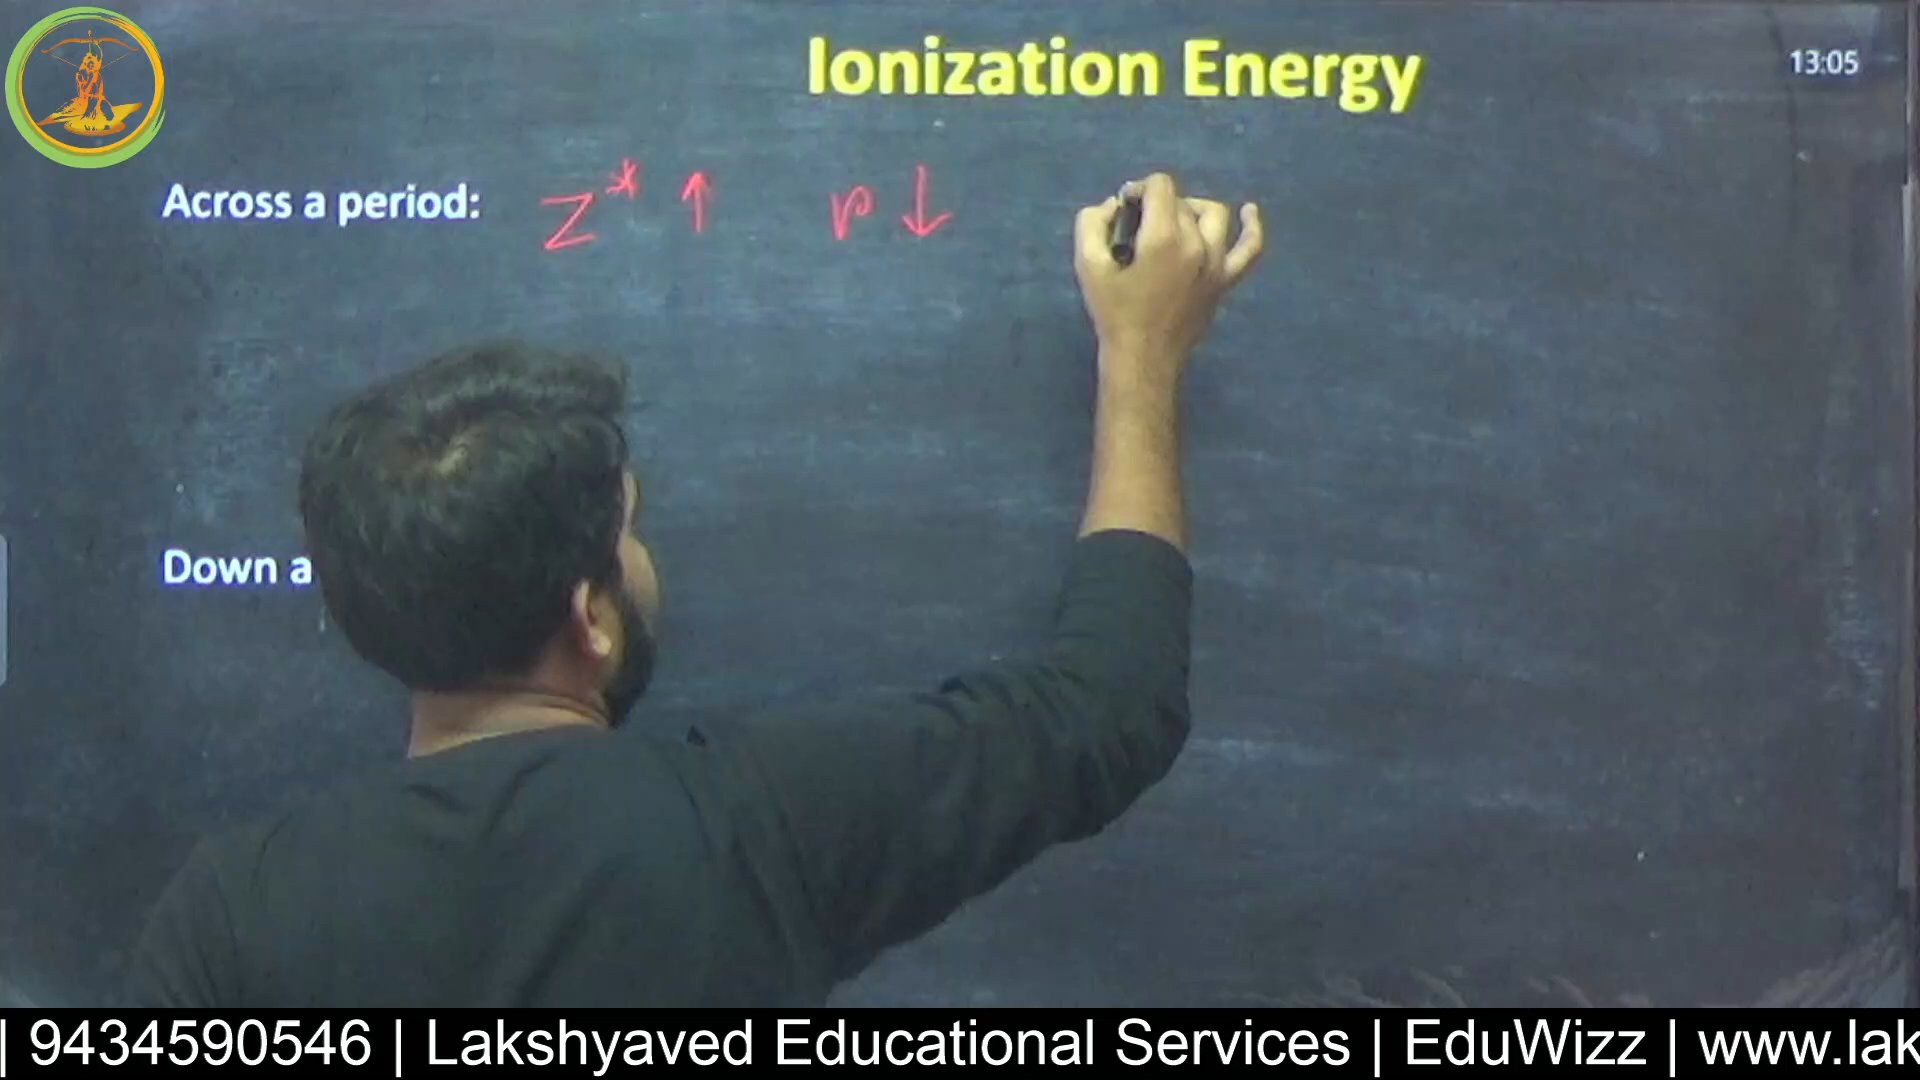 Ionization Energy
13:05
Across a period: Z* ↑ r ↓
Down a
| 9434590546 | Lakshyaved Educational Services | EduWizz | www.lak